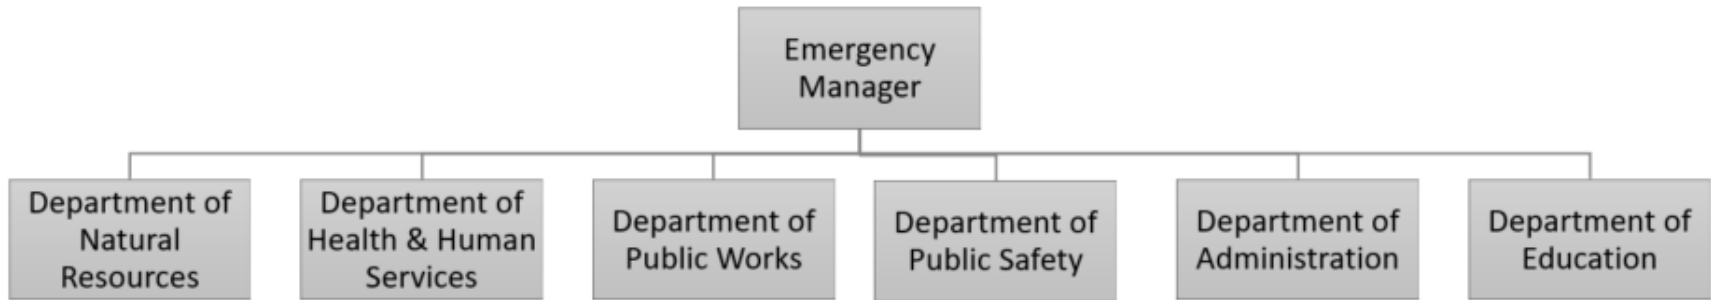 Emergency
Manager
Department of
Natural
Resources
Department of
Health & Human
Services
Department of
Public Works
Department of
Public Safety
Department of
Administration
Department of
Education